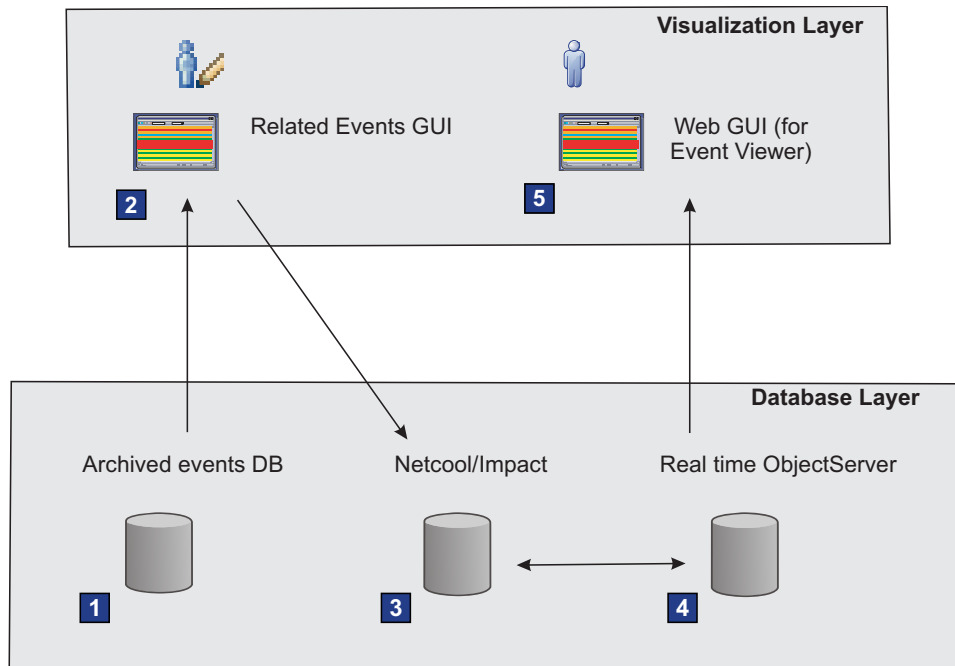 Visualization Layer
Related Events GUI
Web GUI (for
Event Viewer)
2
5
Database Layer
Archived events DB
Netcool/Impact
Real time ObjectServer
1
3
4